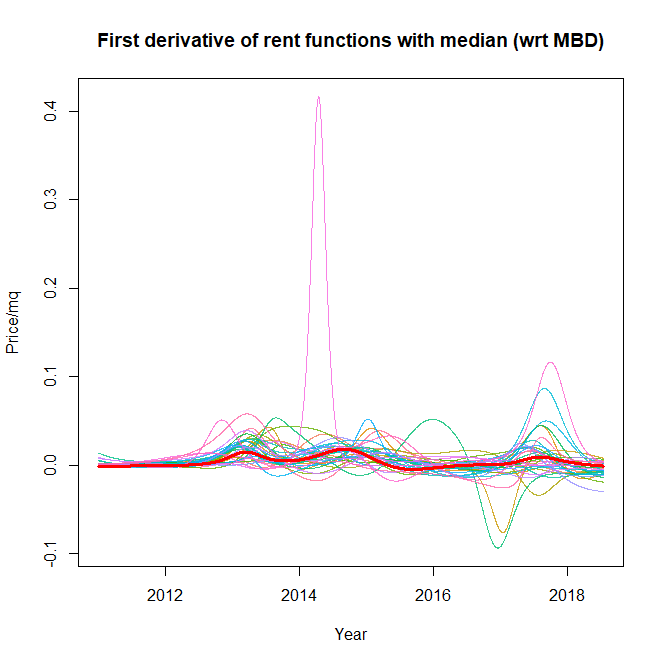 First derivative of rent functions with median (wrt MBD)
0.4
0.3
0.2
0.1
0.0
-0.1
Price/mq
2012 2014 2016 2018
Year